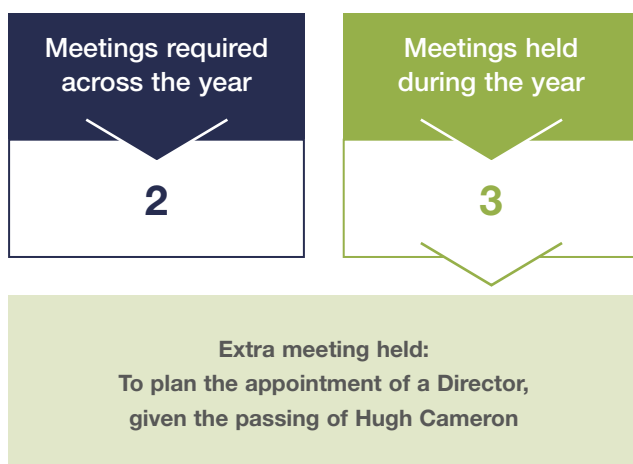 Meetings required
across the year
2
Meetings held
during the year
3
Extra meeting held:
To plan the appointment of a Director,
given the passing of Hugh Cameron